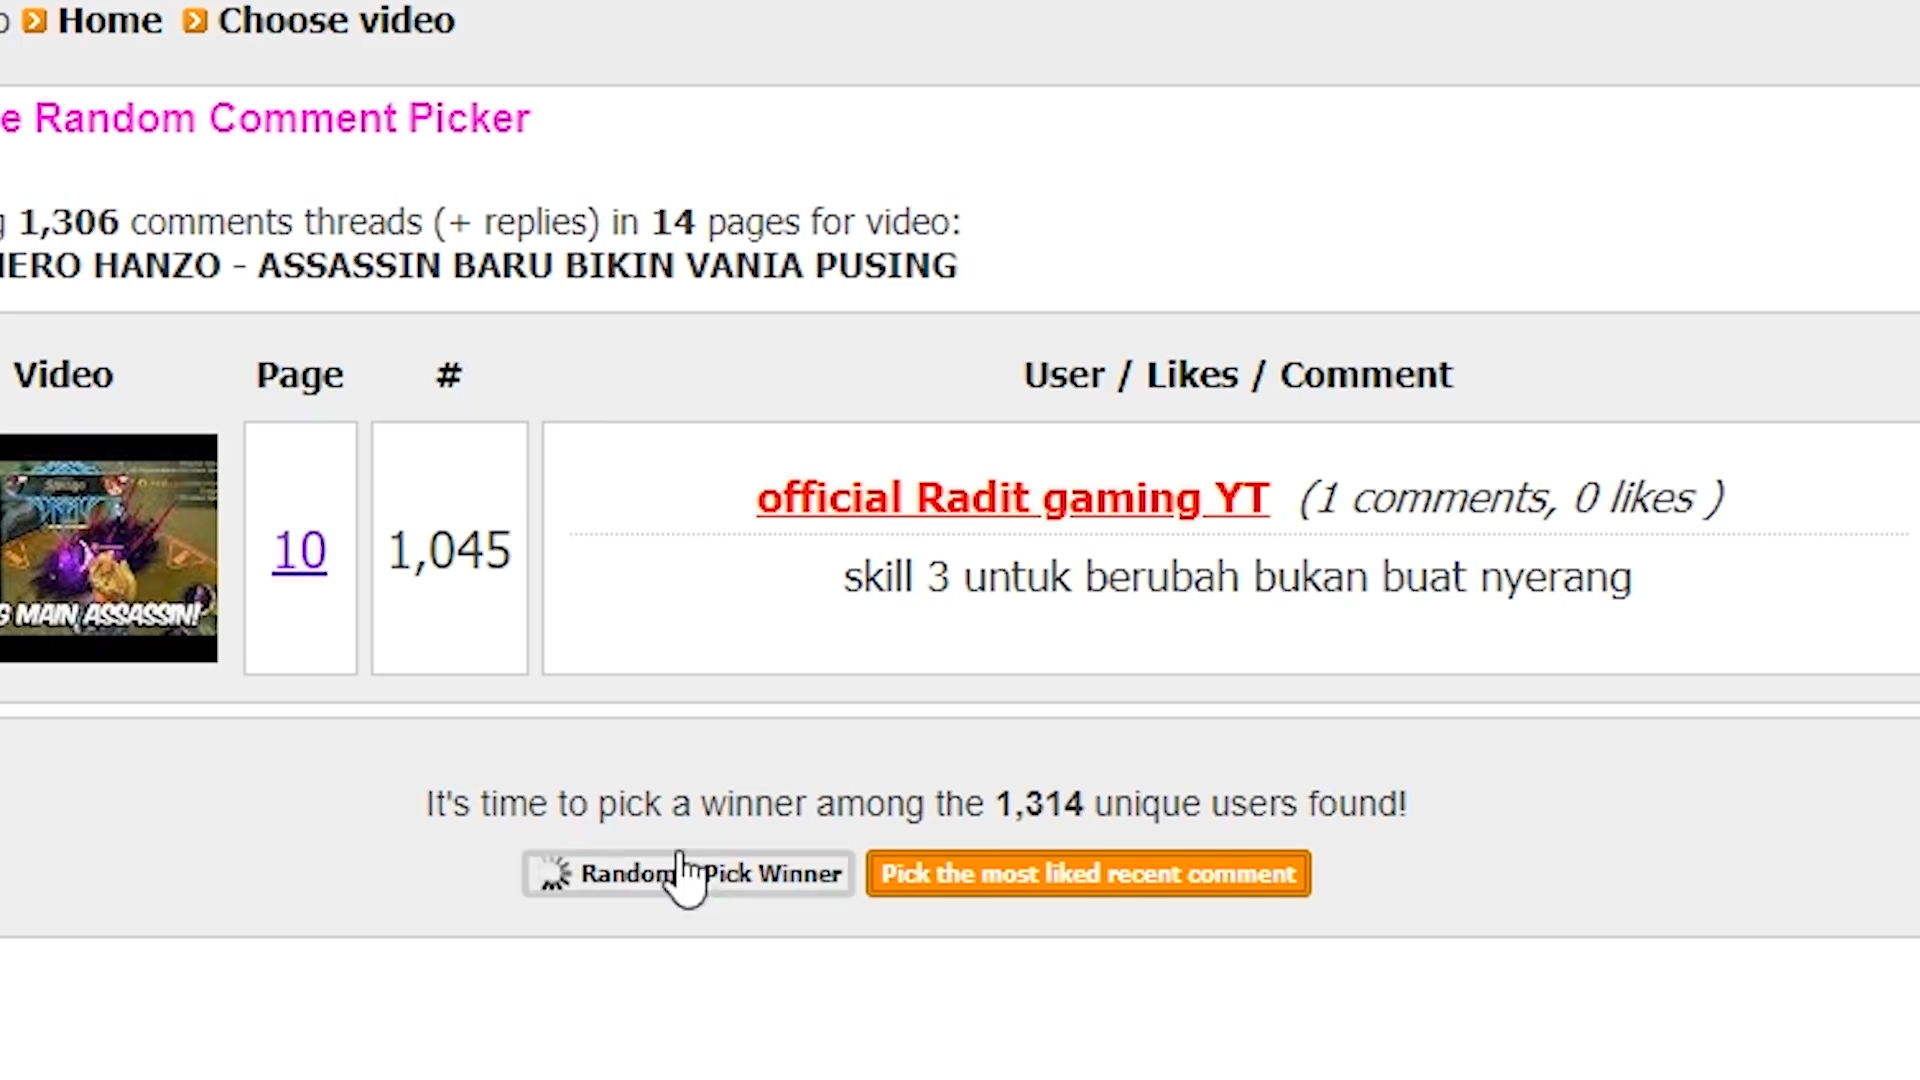 Home Choose video
e Random Comment Picker
1,306 comments threads (+ replies) in 14 pages for video:
HERO HANZO - ASSASSIN BARU BIKIN VANIA PUSING
Video Page # User / Likes / Comment
official Radit gaming YT (1 comments, 0 likes )
10 1,045
skill 3 untuk berubah bukan buat nyerang
G MAIN ASSASSIN!
It's time to pick a winner among the 1,314 unique users found!
Random Pick Winner Pick the most liked recent comment